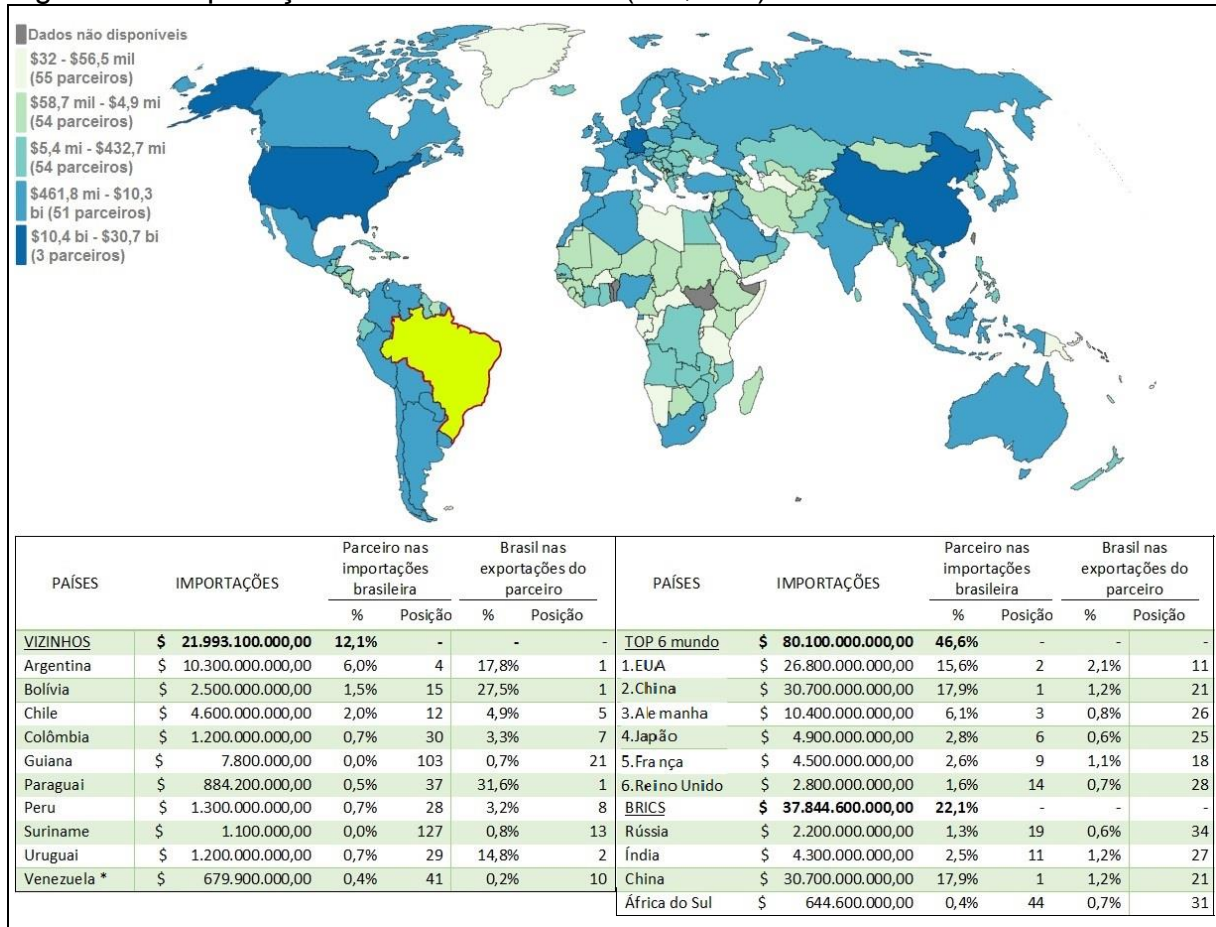 Dados não disponíveis
$32 - $56,5 mil
(55 parceiros)
$58,7 mil - $4,9 mi
(54 parceiros)
$5,4 mi - $432,7 mi
(54 parceiros)
$461,8 mi - $10,3
bi (51 parceiros)
$10,4 bi - $30,7 bi
(3 parceiros)
PAÍSES IMPORTAÇÕES Parceiro nas importações brasileira Brasil nas exportações do parceiro
% Posição % Posição
VIZINHOS $ 21.993.100.000,00 12,1% - - -
Argentina $ 10.300.000.000,00 6,0% 4 17,8% 1
Bolívia $ 2.500.000.000,00 1,5% 15 27,5% 1
Chile $ 4.600.000.000,00 2,0% 12 4,9% 5
Colômbia $ 1.200.000.000,00 0,7% 30 3,3% 7
Guiana $ 7.800.000,00 0,0% 103 0,7% 21
Paraguai $ 884.200.000,00 0,5% 37 31,6% 1
Peru $ 1.300.000.000,00 0,7% 28 3,2% 8
Suriname $ 1.100.000,00 0,0% 127 0,8% 13
Uruguai $ 1.200.000.000,00 0,7% 29 14,8% 2
Venezuela * $ 679.900.000,00 0,4% 41 0,2% 10
PAÍSES IMPORTAÇÕES Parceiro nas importações brasileira Brasil nas exportações do parceiro
% Posição % Posição
TOP 6 mundo $ 80.100.000.000,00 46,6% - - -
1.EUA $ 26.800.000.000,00 15,6% 2 2,1% 11
2.China $ 30.700.000.000,00 17,9% 1 1,2% 21
3.Alemanha $ 10.400.000.000,00 6,1% 3 0,8% 26
4.Japão $ 4.900.000.000,00 2,8% 6 0,6% 25
5.França $ 4.500.000.000,00 2,6% 9 1,1% 18
6.Reino Unido $ 2.800.000.000,00 1,6% 14 0,7% 28
BRICS $ 37.844.600.000,00 22,1% - - -
Rússia $ 2.200.000.000,00 1,3% 19 0,6% 34
Índia $ 4.300.000.000,00 2,5% 11 1,2% 27
China $ 30.700.000.000,00 17,9% 1 1,2% 21
África do Sul $ 644.600.000,00 0,4% 44 0,7% 31